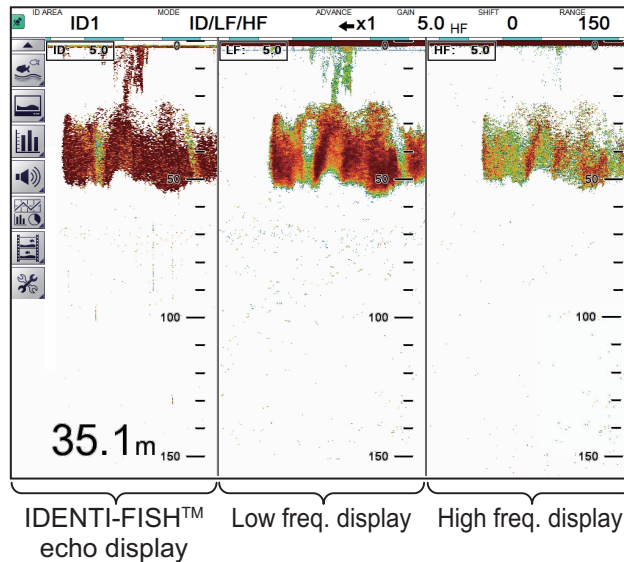 ID AREA MODE ADVANCE GAIN SHIFT RANGE
ID1 ID/LF/HF x1 5.0 HF 0 150
ID: 5.0 0 LF: 5.0 0 HF: 5.0 0
50 50 50
100 100 100
35.1m 150 150 150
IDENTI-FISH™ Low freq. display High freq. display
echo display